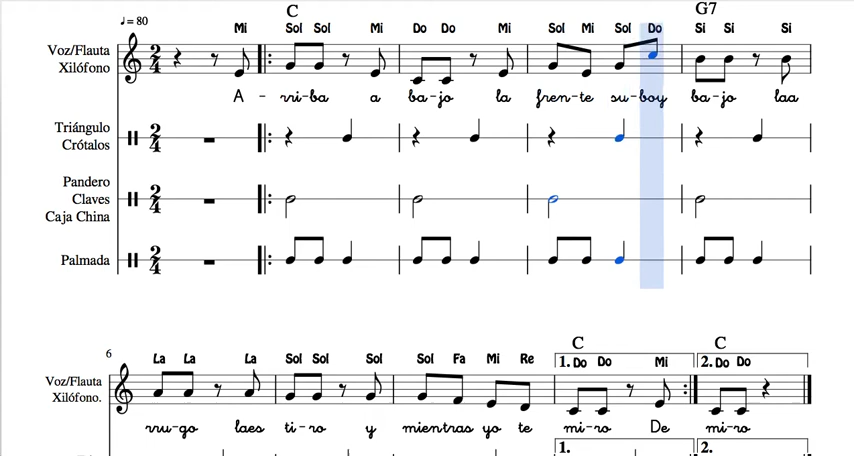 ♩= 80
C G7
Mi Sol Sol Mi Do Do Mi Sol Mi Sol Do Si Si Si
Voz/Flauta
Xilófono
2
4
A - rri-ba a ba-jo la fren-te su-boy ba-jo laa
Triángulo
Crótalos
2
4
Pandero
Claves
Caja China
2
4
Palmada
2
4
6
C C
La La La Sol Sol Sol Sol Fa Mi Re 1. Do Do Mi 2. Do Do
Voz/Flauta
Xilófono.
rru-go laes ti-ro y mientras yo te mi-ro De mi-ro
1. 2.